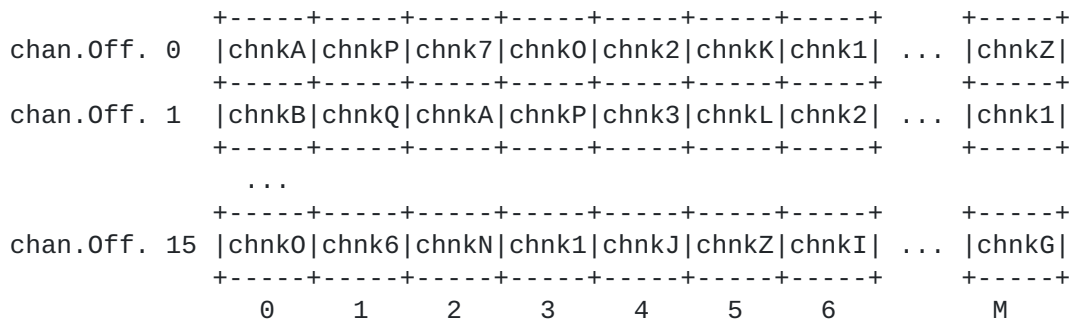 +-----+-----+-----+-----+-----+-----+-----+     +-----+
chan.Off. 0   |chnkA|chnkP|chnk7|chnkO|chnk2|chnkK|chnk1| ... |chnkZ|
              +-----+-----+-----+-----+-----+-----+-----+     +-----+
chan.Off. 1   |chnkB|chnkQ|chnkA|chnkP|chnk3|chnkL|chnk2| ... |chnk1|
              +-----+-----+-----+-----+-----+-----+-----+     +-----+
                ...
              +-----+-----+-----+-----+-----+-----+-----+     +-----+
chan.Off. 15  |chnkO|chnk6|chnkN|chnk1|chnkJ|chnkZ|chnkI| ... |chnkG|
              +-----+-----+-----+-----+-----+-----+-----+     +-----+
                 0     1     2     3     4     5     6           M